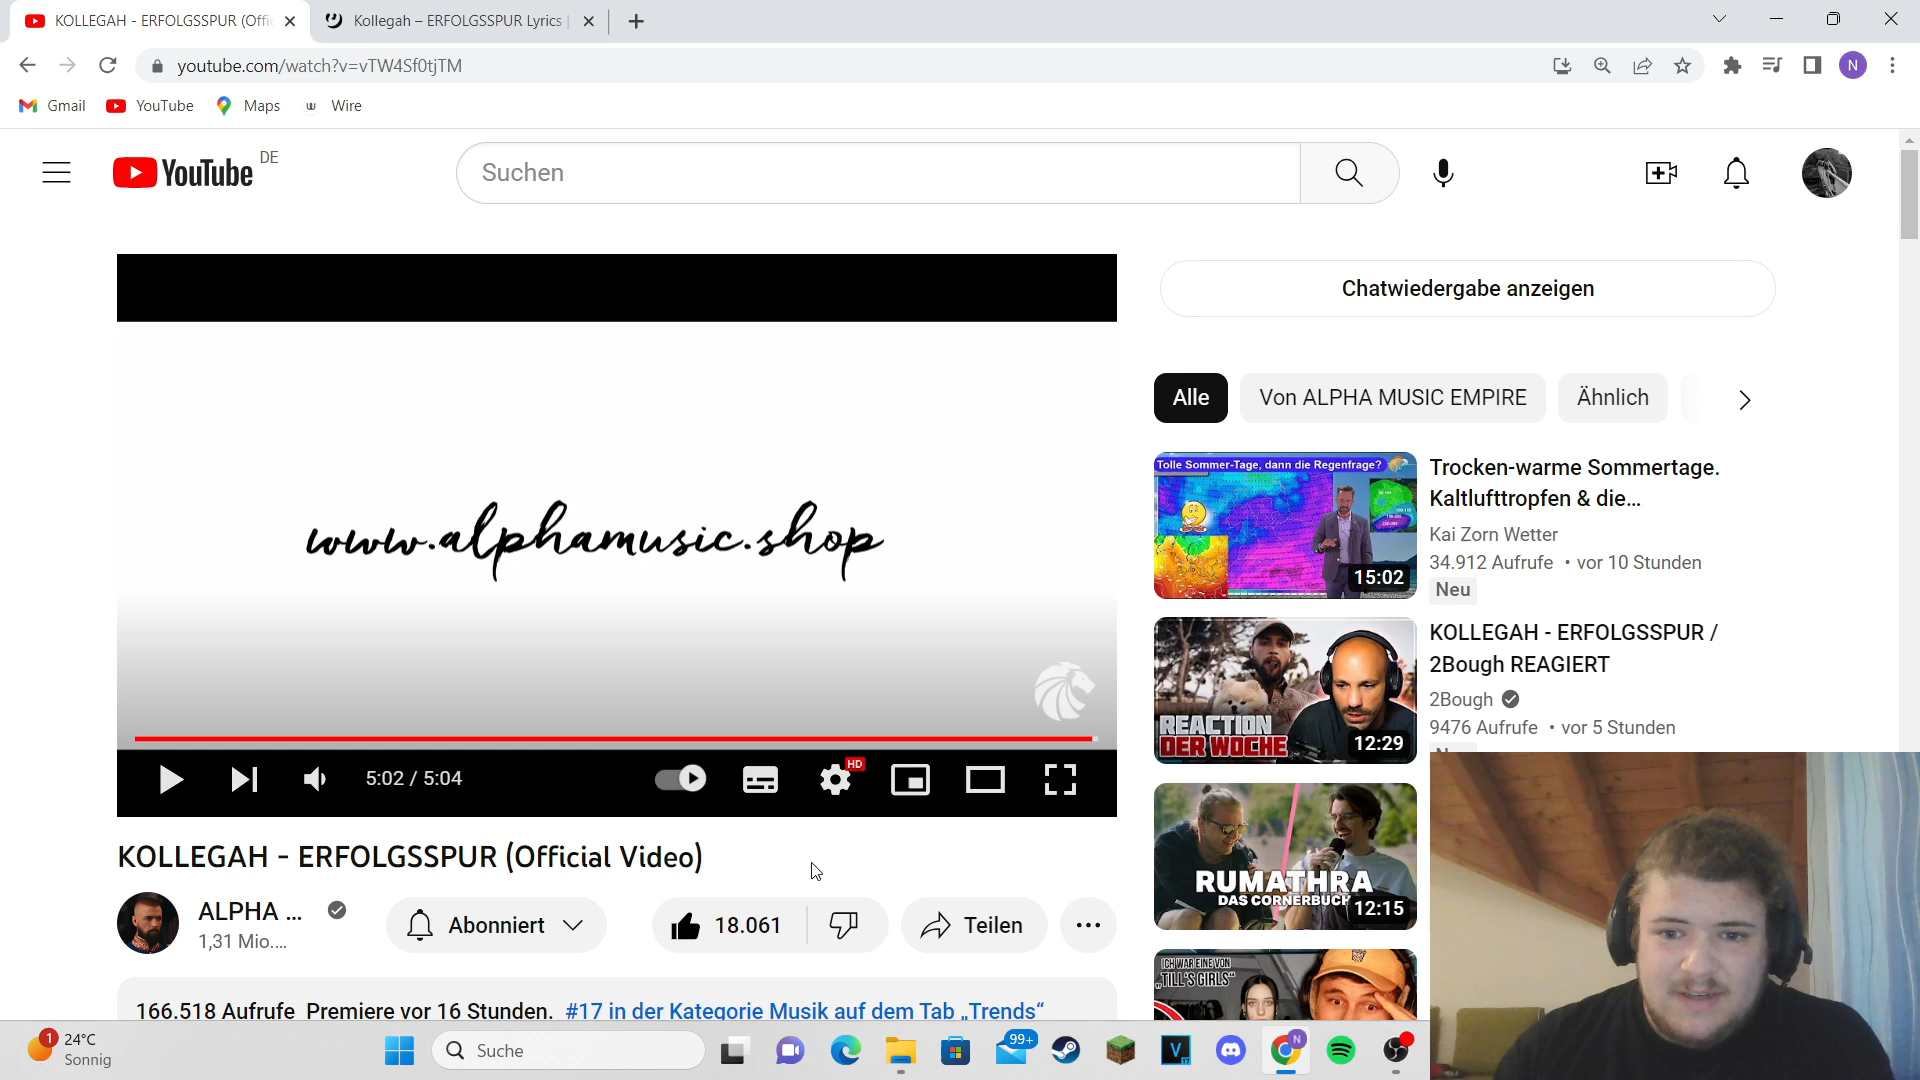 KOLLEGAH - ERFOLGSSPUR (Offic
Kollegah – ERFOLGSSPUR Lyrics
youtube.com/watch?v=vTW4Sf0tjTM
N
Gmail
YouTube
Maps
Wire
YouTube DE
Suchen
www.alphamusic.shop
5:02 / 5:04
HD
KOLLEGAH - ERFOLGSSPUR (Official Video)
ALPHA ...
1,31 Mio....
Abonniert
18.061
Teilen
166.518 Aufrufe Premiere vor 16 Stunden. #17 in der Kategorie Musik auf dem Tab „Trends“
Chatwiedergabe anzeigen
Alle
Von ALPHA MUSIC EMPIRE
Ähnlich
Tolle Sommer-Tage, dann die Regenfrage?
15:02
Trocken-warme Sommertage.
Kaltlufttropfen & die...
Kai Zorn Wetter
34.912 Aufrufe • vor 10 Stunden
Neu
REACTION
DER WOCHE
12:29
KOLLEGAH - ERFOLGSSPUR /
2Bough REAGIERT
2Bough
9476 Aufrufe • vor 5 Stunden
RUMATHRA
DAS CORNERBUCH
12:15
ICH WAR EINE VON
„TILL'S GIRLS“
1
24°C
Sonnig
Suche
99+
V
N